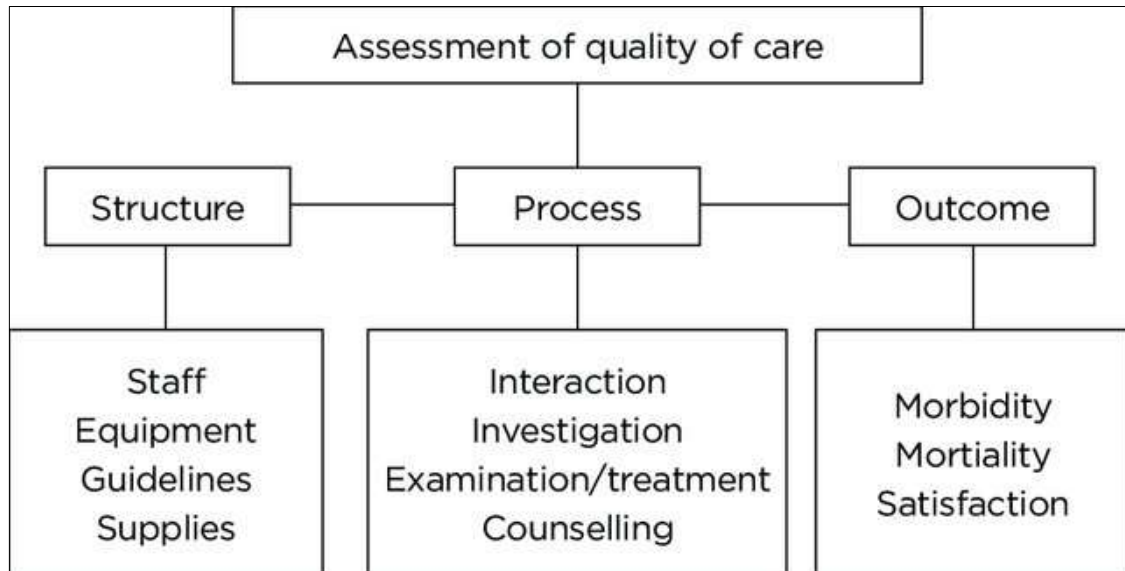 Assessment of quality of care
Structure
Process
Outcome
Staff
Equipment
Guidelines
Supplies
Interaction
Investigation
Examination/treatment
Counselling
Morbidity
Mortiality
Satisfaction